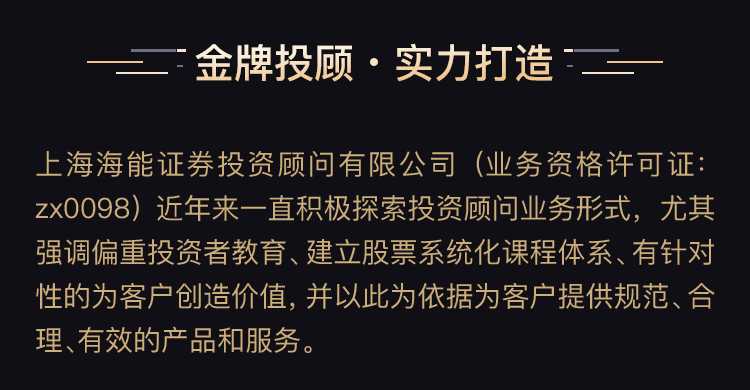 金牌投顾·实力打造
上海海能证券投资顾问有限公司（业务资格许可证：
zx0098）近年来一直积极探索投资顾问业务形式，尤其
强调偏重投资者教育、建立股票系统化课程体系、有针对
性的为客户创造价值，并以此为依据为客户提供规范、合
理、有效的产品和服务。